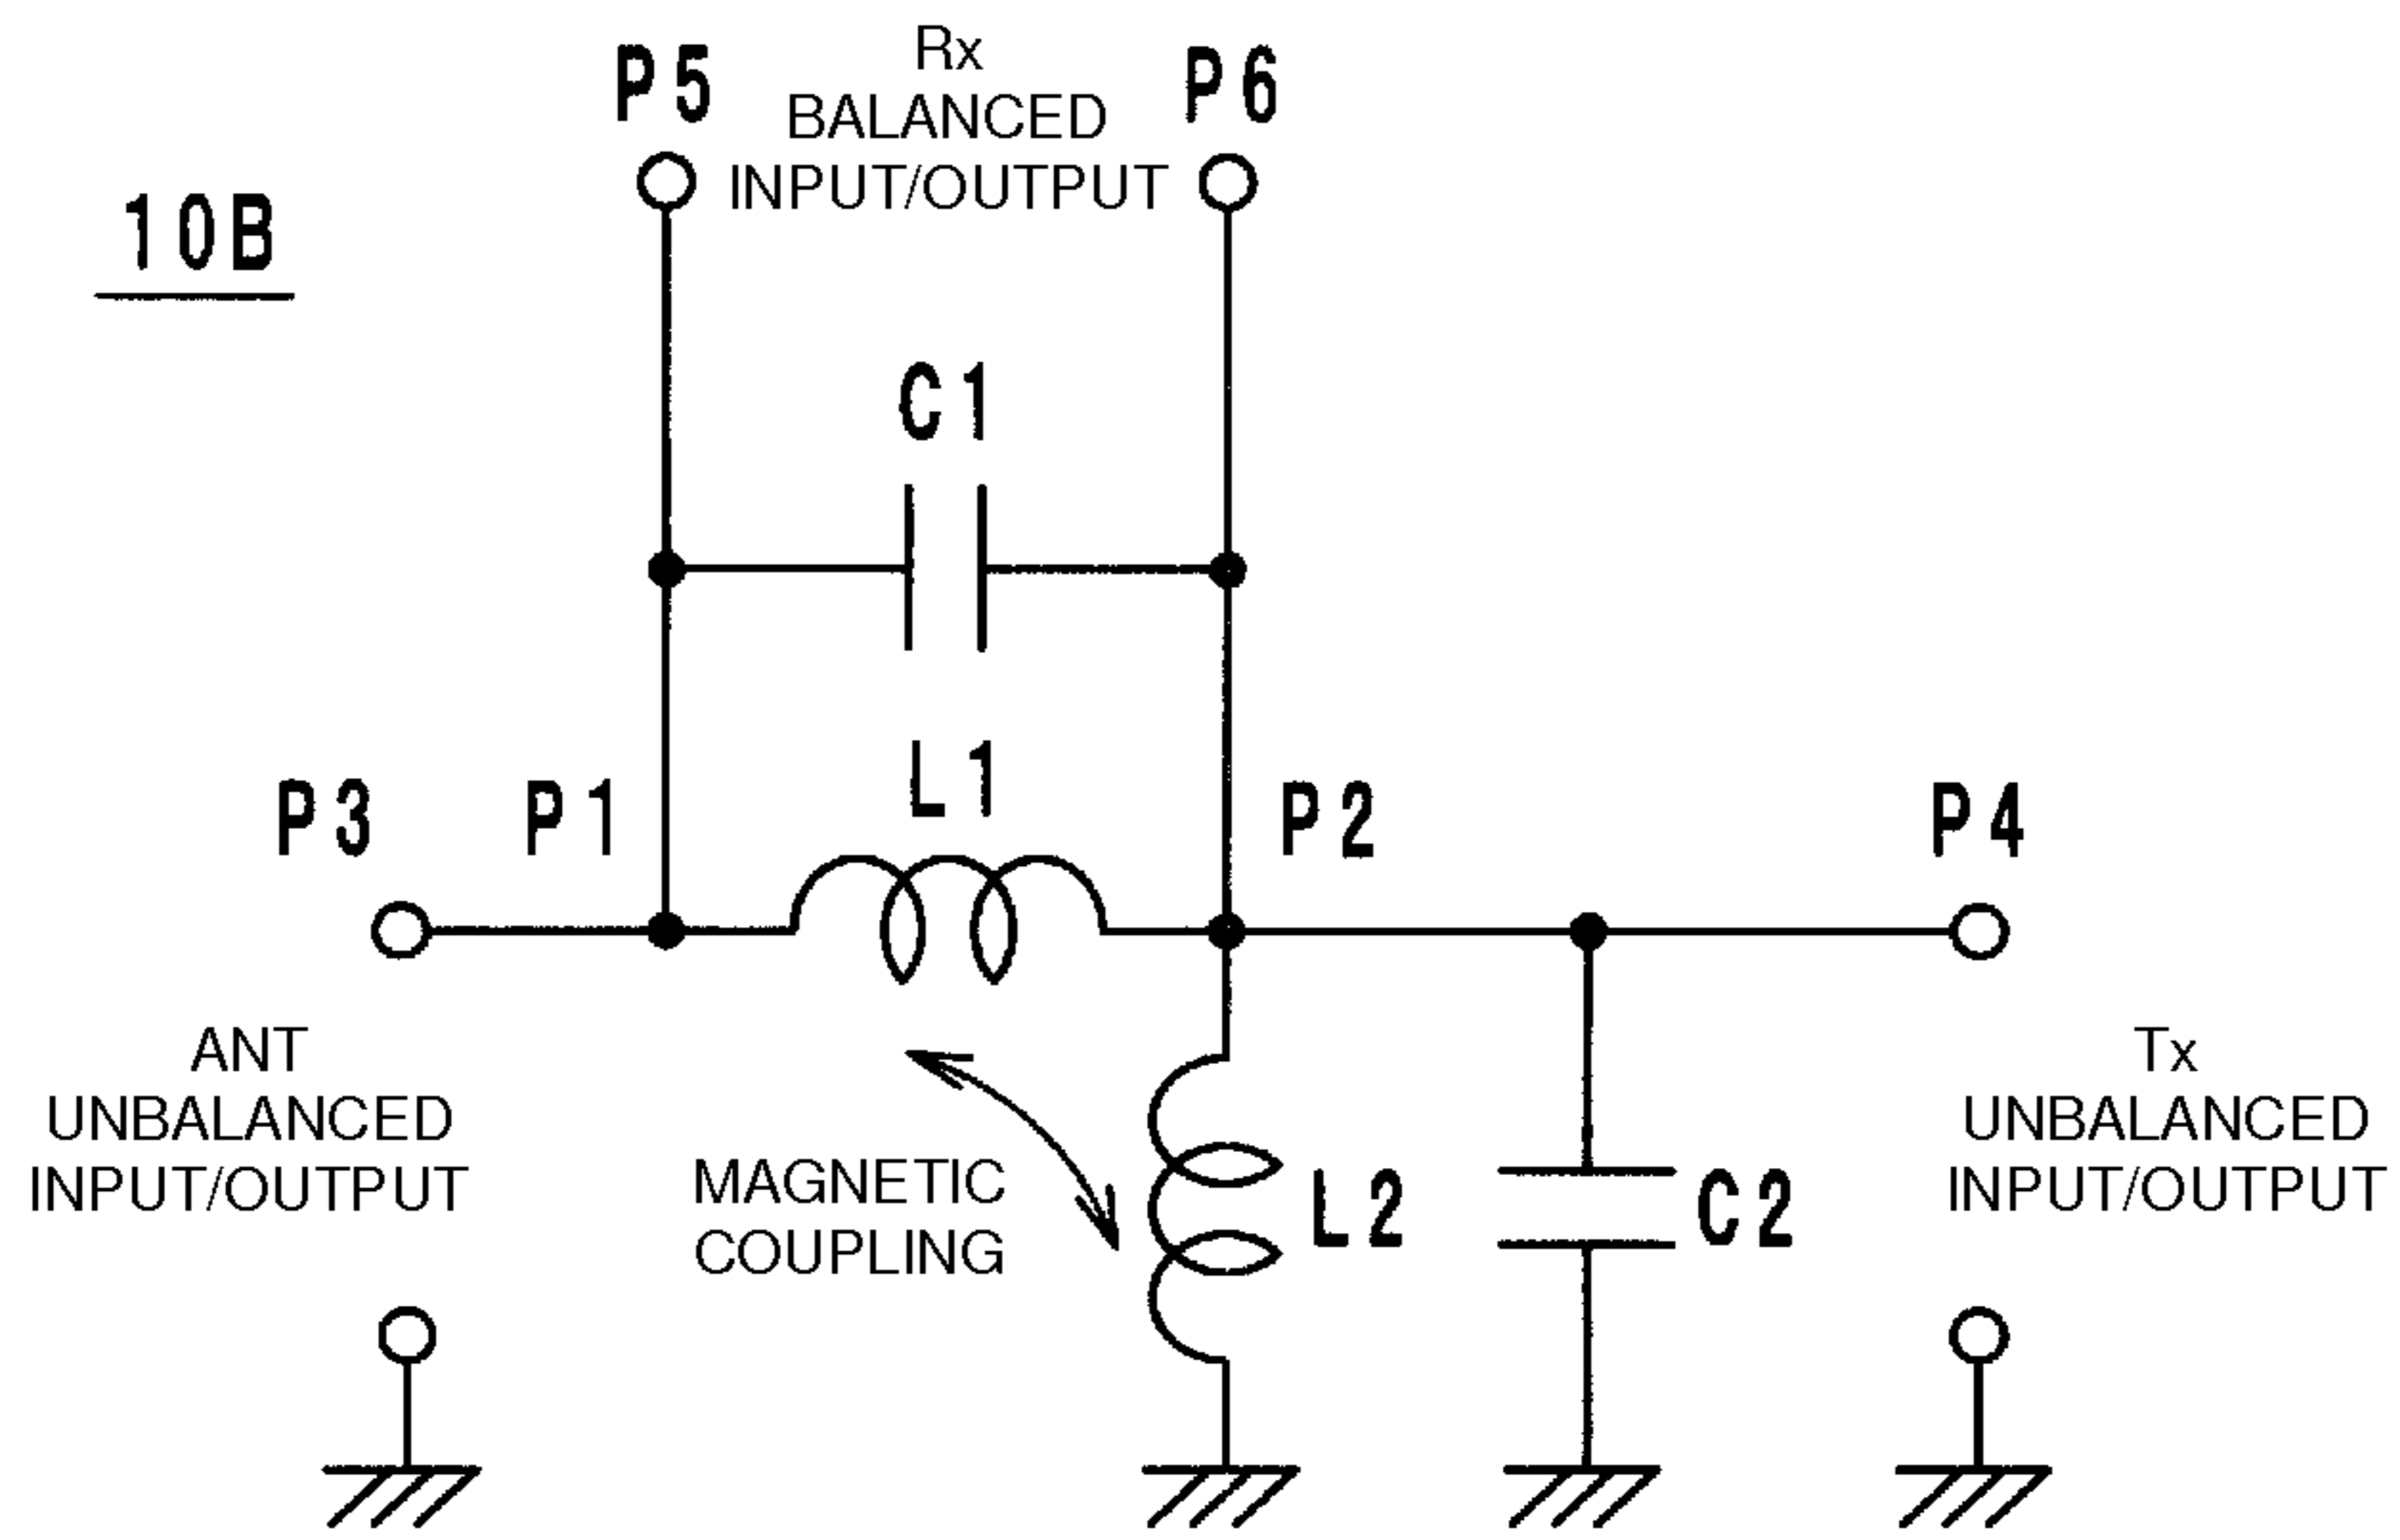 P5
Rx
BALANCED
INPUT/OUTPUT
P6
10B
C1
L1
P3
P1
P2
P4
ANT
UNBALANCED
INPUT/OUTPUT
MAGNETIC
COUPLING
L2
C2
Tx
UNBALANCED
INPUT/OUTPUT